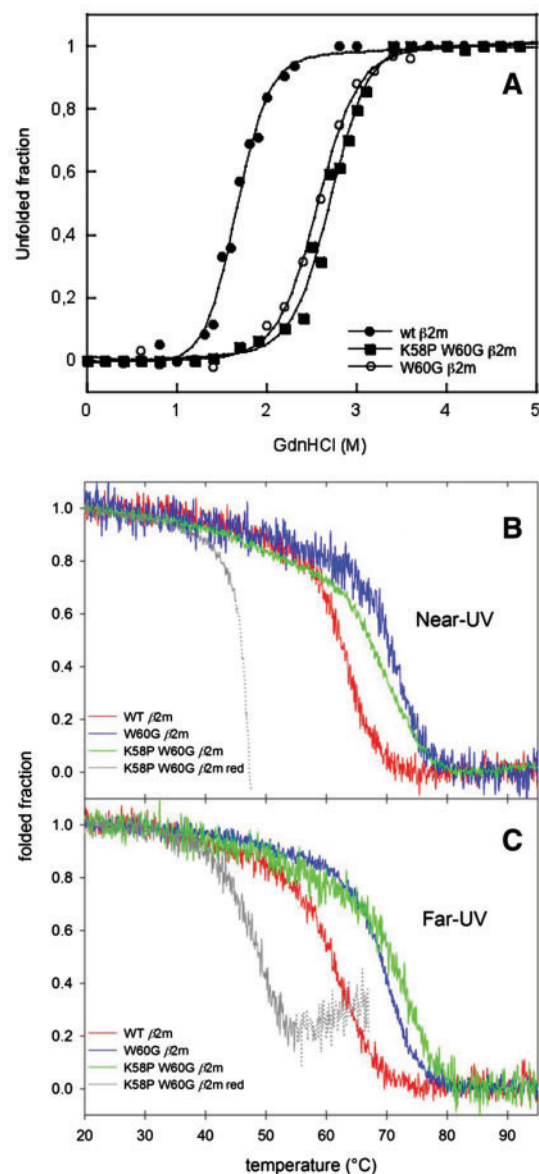 A
1
0,8
0,6
0,4
0,2
0
Unfolded fraction
wt β2m
K58P W60G β2m
W60G β2m
0 1 2 3 4 5
GdnHCl (M)
B
1.0
0.8
0.6
0.4
0.2
0.0
Near-UV
WT β2m
W60G β2m
K58P W60G β2m
K58P W60G β2m red
folded fraction
C
1.0
0.8
0.6
0.4
0.2
0.0
Far-UV
WT β2m
W60G β2m
K58P W60G β2m
K58P W60G β2m red
20 30 40 50 60 70 80 90
temperature (°C)